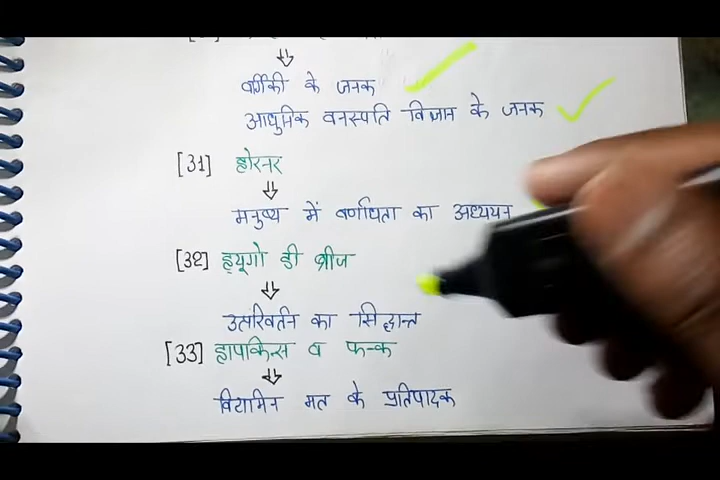 वर्गिकी के जनक
आधुनिक वनस्पति विज्ञान के जनक
[31] होरनर
⇓
मनुष्य में वर्णांधता का अध्ययन
[32] ह्यूगो डी व्रीज
⇓
उत्परिवर्तन का सिद्धान्त
[33] हापकिन्स व फन्क
⇓
विटामिन मत के प्रतिपादक